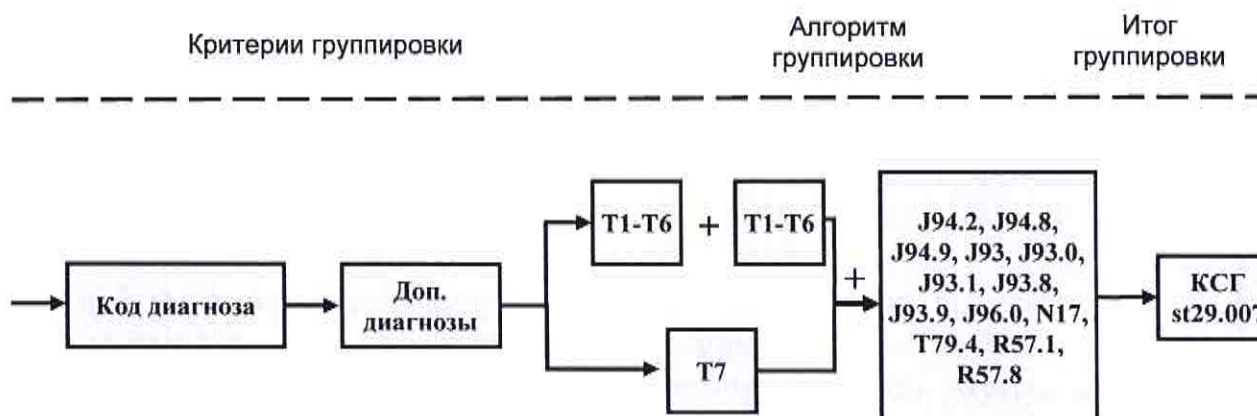 Критерии группировки
Алгоритм
группировки
Итог
группировки
Код диагноза
Доп.
диагнозы
T1-T6
+
T1-T6
T7
+
J94.2, J94.8,
J94.9, J93, J93.0,
J93.1, J93.8,
J93.9, J96.0, N17,
T79.4, R57.1,
R57.8
КСГ
st29.007